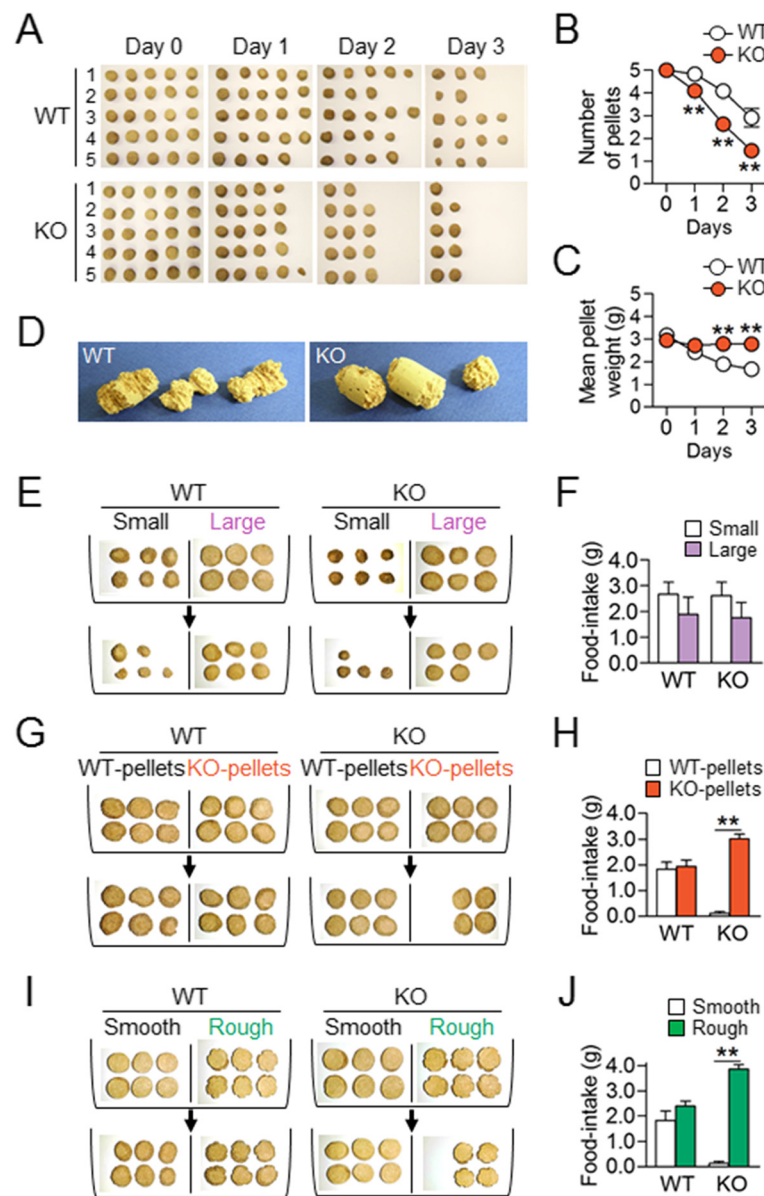 A
Day 0 Day 1 Day 2 Day 3
WT
1
2
3
4
5
KO
1
2
3
4
5
B
WT
KO
Number of pellets
5
4
3
2
1
0
** ** **
0 1 2 3
Days
C
WT
KO
Mean pellet weight (g)
5
4
3
2
1
0
** **
0 1 2 3
Days
D
WT KO
E
WT KO
Small Large Small Large
F
Small
Large
Food-intake (g)
4.0
3.0
2.0
1.0
0.0
WT KO
G
WT KO
WT-pellets KO-pellets WT-pellets KO-pellets
H
WT-pellets
KO-pellets
Food-intake (g)
4.0
3.0
2.0
1.0
0.0
**
WT KO
I
WT KO
Smooth Rough Smooth Rough
J
Smooth
Rough
Food-intake (g)
4.0
3.0
2.0
1.0
0.0
**
WT KO